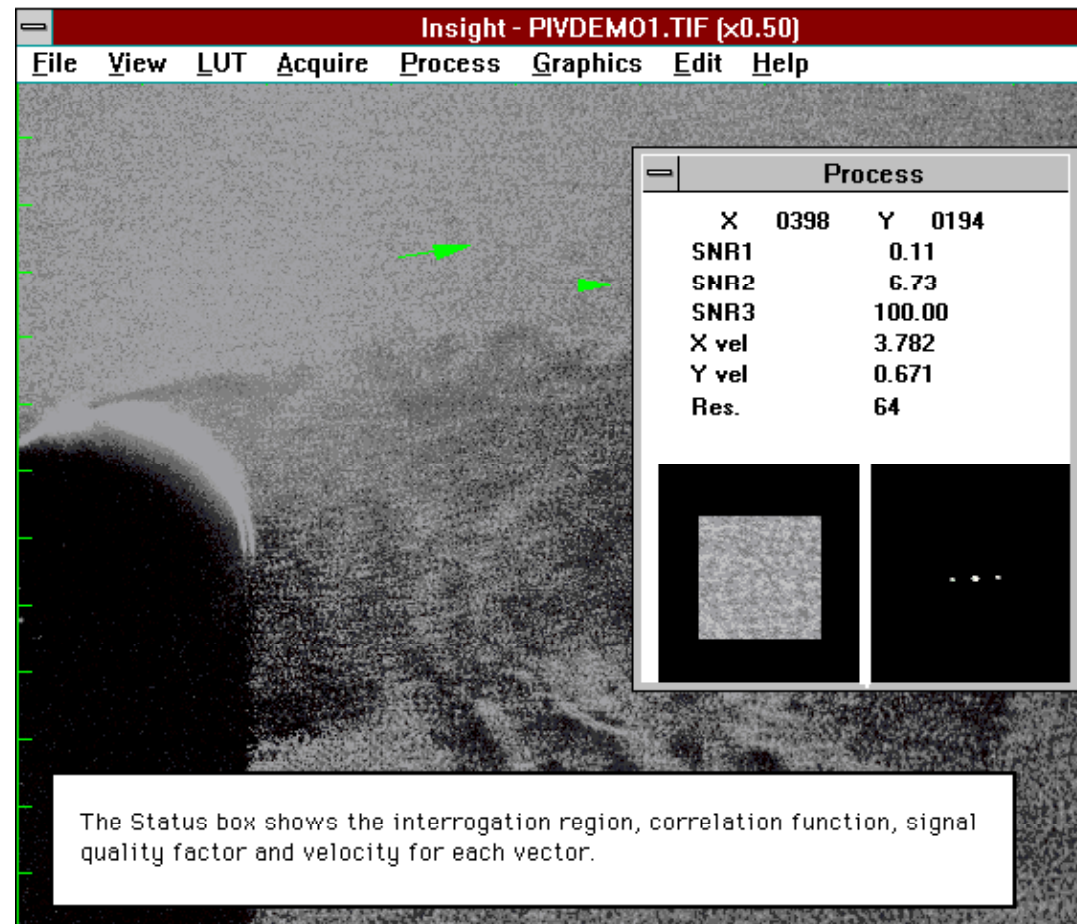 Insight - PIVDEMO1.TIF (x0.50)
File View LUT Acquire Process Graphics Edit Help
Process
X 0398 Y 0194
SNR1 0.11
SNR2 6.73
SNR3 100.00
X vel 3.782
Y vel 0.671
Res. 64
The Status box shows the interrogation region, correlation function, signal
quality factor and velocity for each vector.